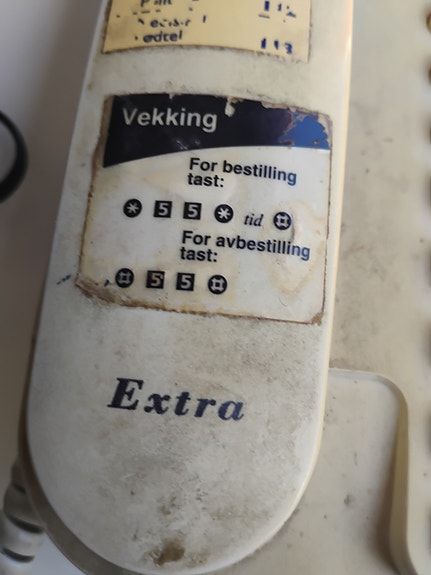 Vekking
For bestilling
tast:
* 5 5 * tid #
For avbestilling
tast:
# 5 5 #
Extra